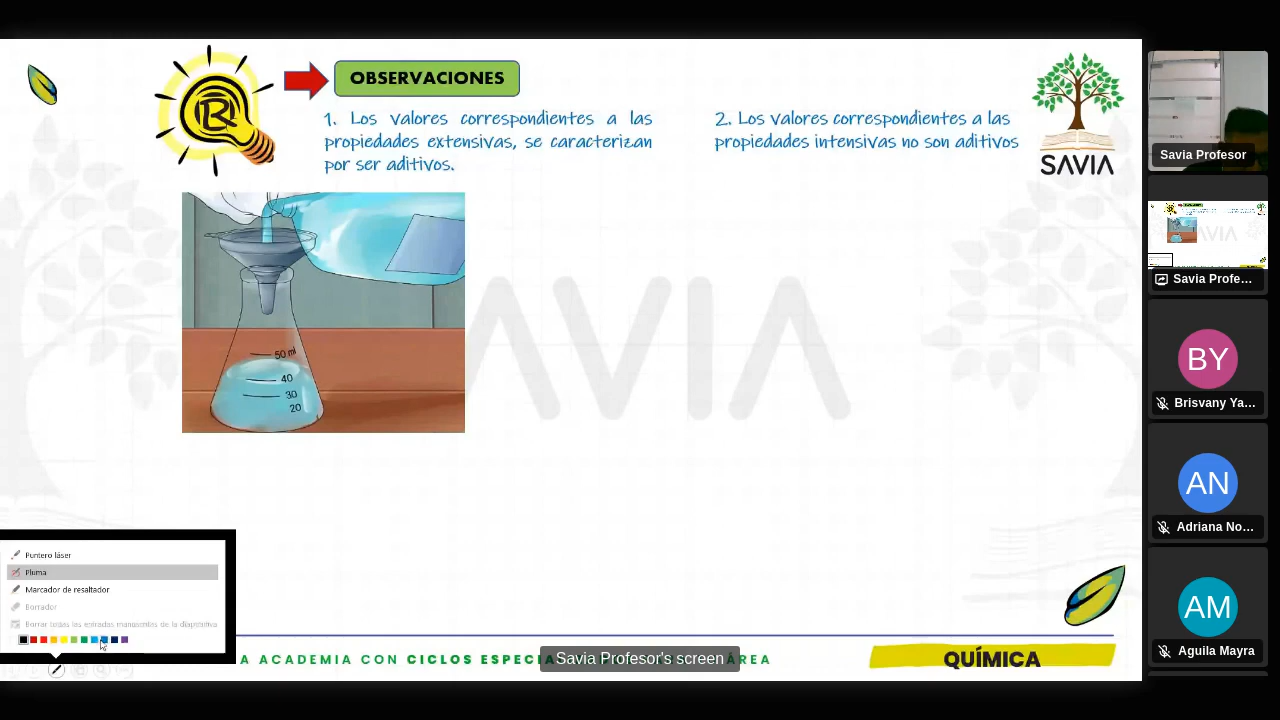 OBSERVACIONES
1. Los valores correspondientes a las
propiedades extensivas, se caracterizan
por ser aditivos.
2. Los valores correspondientes a las
propiedades intensivas no son aditivos
SAVIA
SAVIA
50 ml
40
30
20
Puntero láser
Pluma
Marcador de resaltador
Borrador
Borrar todas las entradas manuscritas de la diapositiva
A ACADEMIA CON CICLOS ESPECIA
ÁREA
Savia Profesor's screen
QUÍMICA
Savia Profesor
Savia Profe...
BY
Brisvany Ya...
AN
Adriana No...
AM
Aguila Mayra